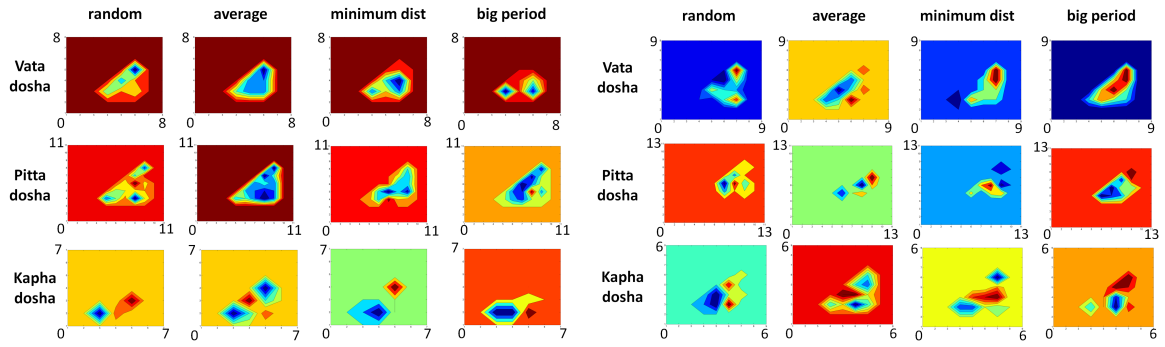 random average minimum dist big period random average minimum dist big period
8 8 8 8 9 9 9 9
Vata dosha Vata dosha
0 8 0 8 0 8 0 8 0 9 0 9 0 9 0 9
11 11 11 11 13 13 13 13
Pitta dosha Pitta dosha
0 11 0 11 0 11 0 11 0 13 0 13 0 13 0 13
7 7 7 7 6 6 6 6
Kapha dosha Kapha dosha
0 7 0 7 0 7 0 7 0 6 0 6 0 6 0 6